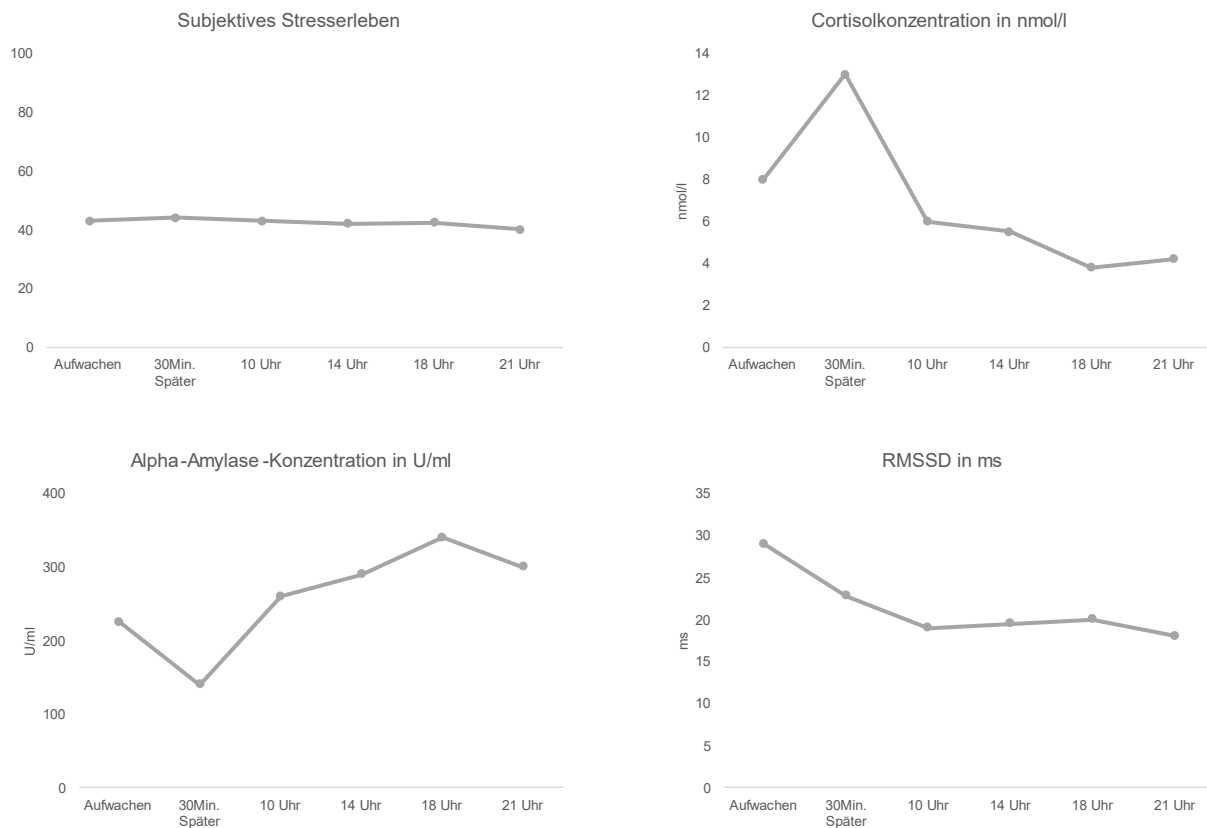 Subjektives Stresserleben
100
80
60
40
20
0
Aufwachen 30Min. 10 Uhr 14 Uhr 18 Uhr 21 Uhr
Später
Cortisolkonzentration in nmol/l
nmol/l
14
12
10
8
6
4
2
0
Aufwachen 30Min. 10 Uhr 14 Uhr 18 Uhr 21 Uhr
Später
Alpha-Amylase-Konzentration in U/ml
U/ml
400
300
200
100
0
Aufwachen 30Min. 10 Uhr 14 Uhr 18 Uhr 21 Uhr
Später
RMSSD in ms
ms
35
30
25
20
15
10
5
0
Aufwachen 30Min. 10 Uhr 14 Uhr 18 Uhr 21 Uhr
Später